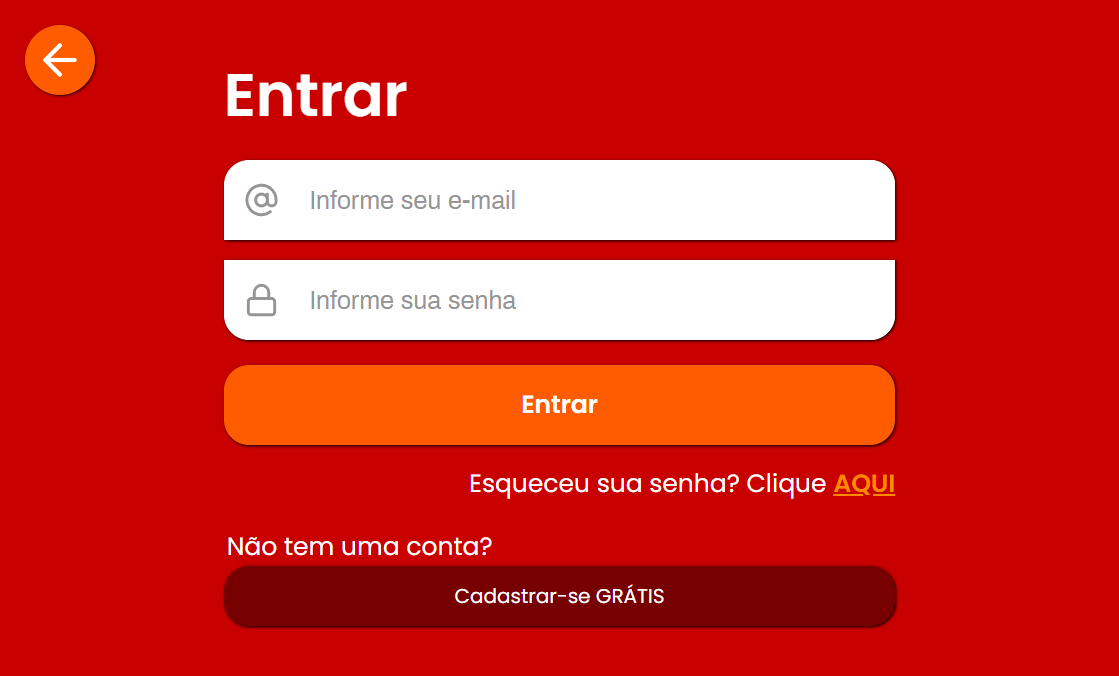 Entrar
Informe seu e-mail
Informe sua senha
Entrar
Esqueceu sua senha? Clique AQUI
Não tem uma conta?
Cadastrar-se GRÁTIS